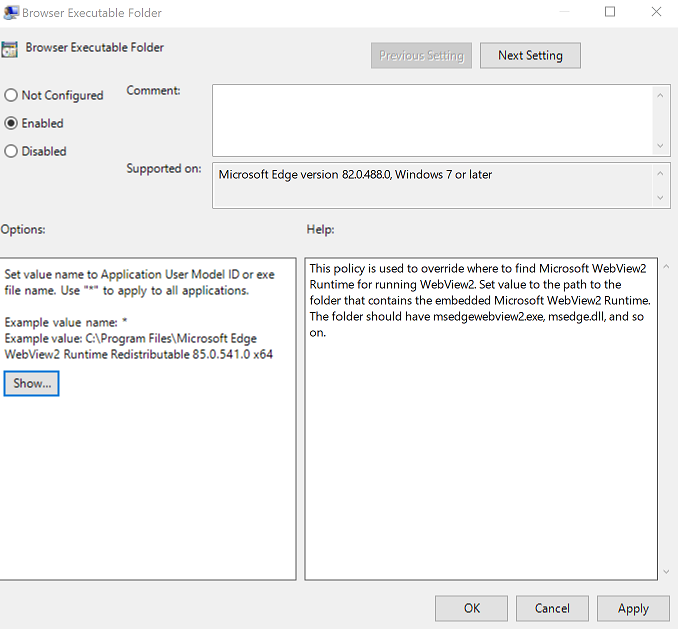 Browser Executable Folder
Browser Executable Folder
Previous Setting
Next Setting
Not Configured
Enabled
Disabled
Comment:
Supported on:
Microsoft Edge version 82.0.488.0, Windows 7 or later
Options:
Help:
Set value name to Application User Model ID or exe
file name. Use "*" to apply to all applications.
Example value name: *
Example value: C:\Program Files\Microsoft Edge
WebView2 Runtime Redistributable 85.0.541.0 x64
Show...
This policy is used to override where to find Microsoft WebView2
Runtime for running WebView2. Set value to the path to the
folder that contains the embedded Microsoft WebView2 Runtime.
The folder should have msedgewebview2.exe, msedge.dll, and so
on.
OK
Cancel
Apply